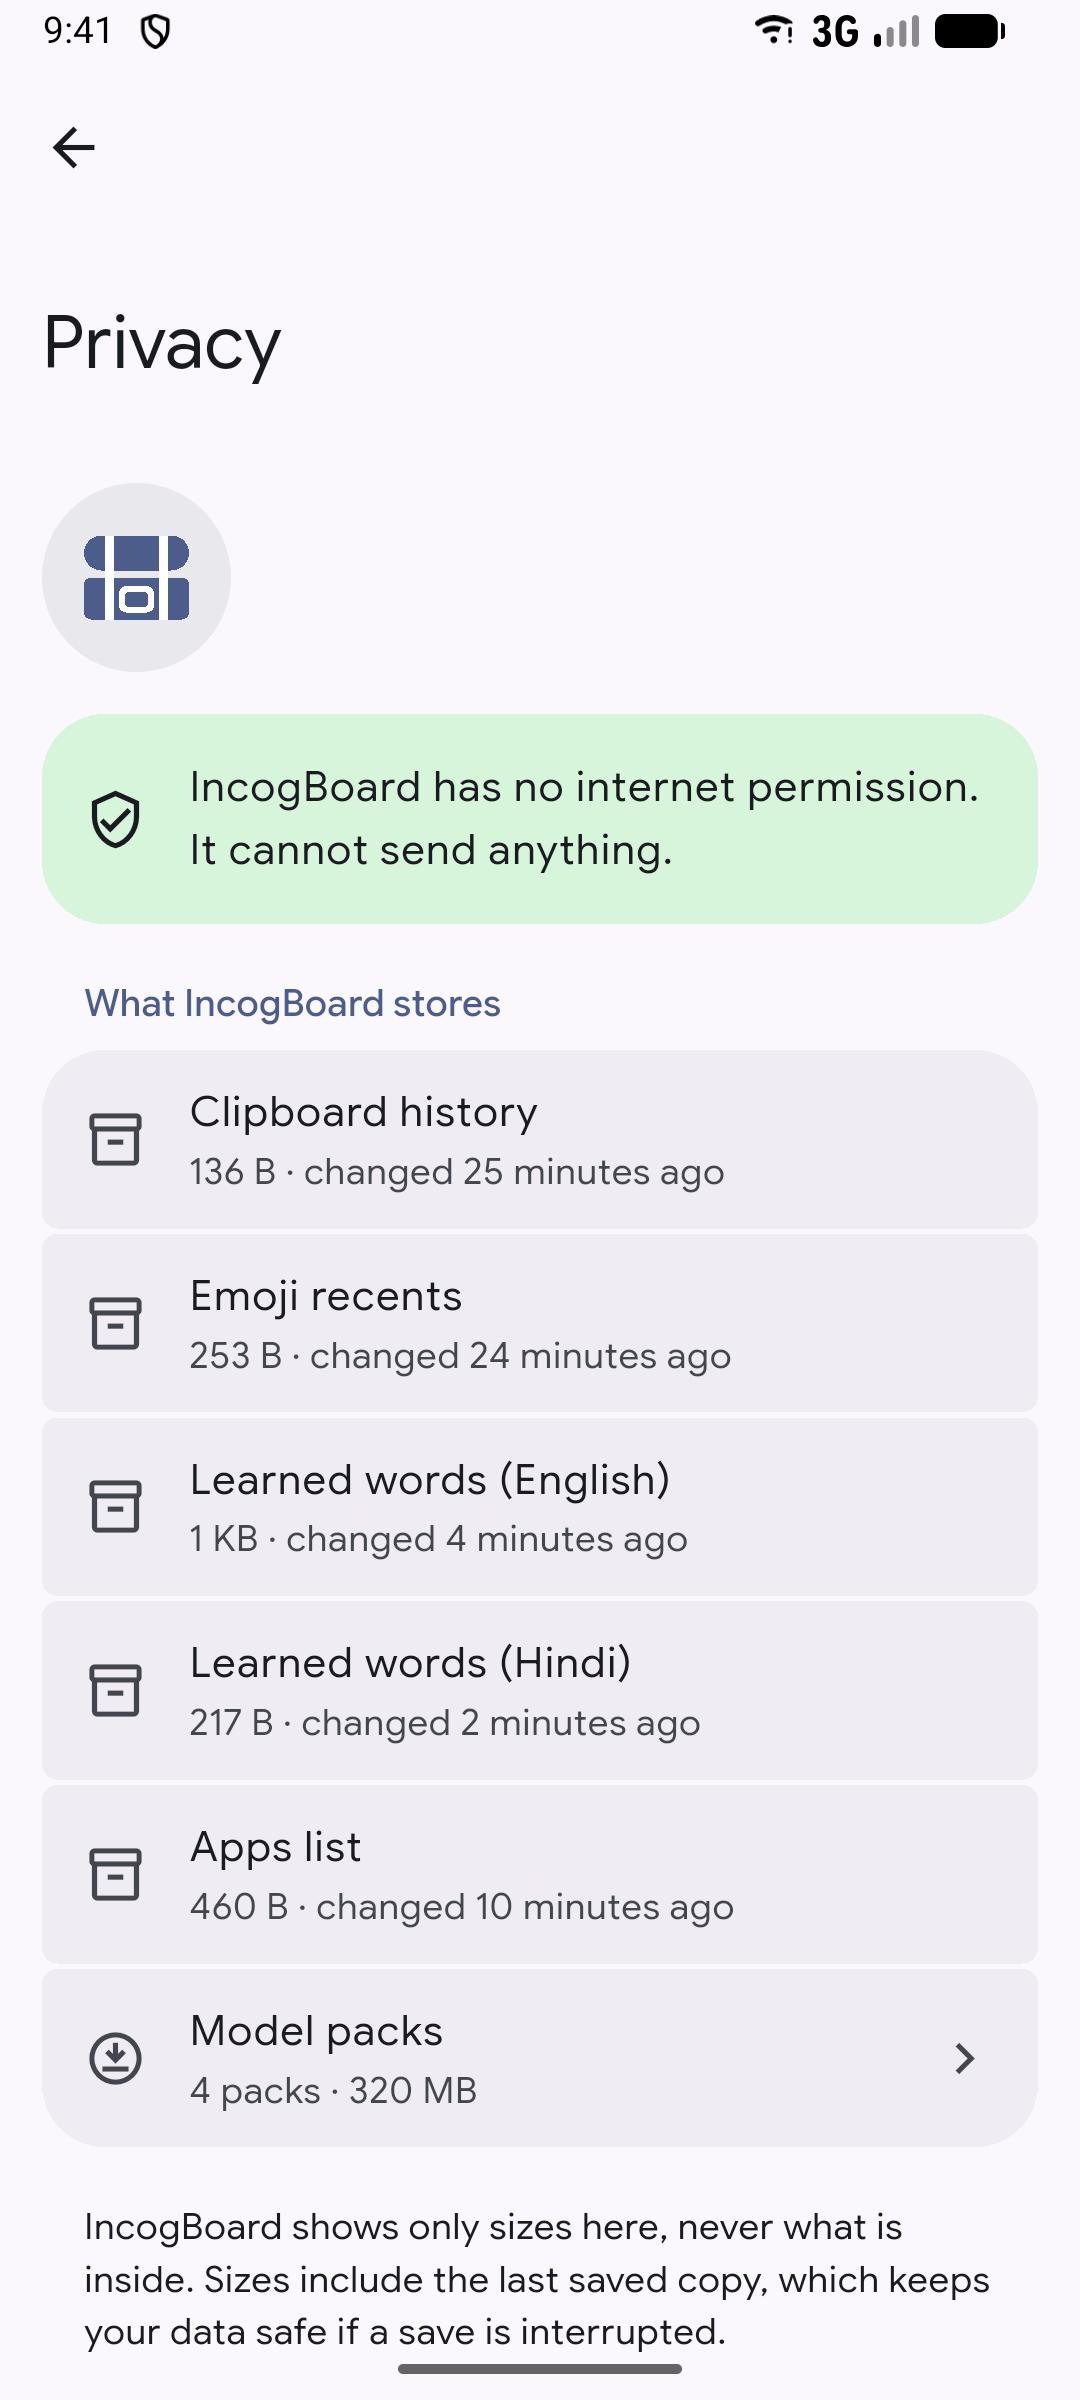 9:41
3G
Privacy
IncogBoard has no internet permission.
It cannot send anything.
What IncogBoard stores
Clipboard history
136 B · changed 25 minutes ago
Emoji recents
253 B · changed 24 minutes ago
Learned words (English)
1 KB · changed 4 minutes ago
Learned words (Hindi)
217 B · changed 2 minutes ago
Apps list
460 B · changed 10 minutes ago
Model packs
4 packs · 320 MB
IncogBoard shows only sizes here, never what is
inside. Sizes include the last saved copy, which keeps
your data safe if a save is interrupted.